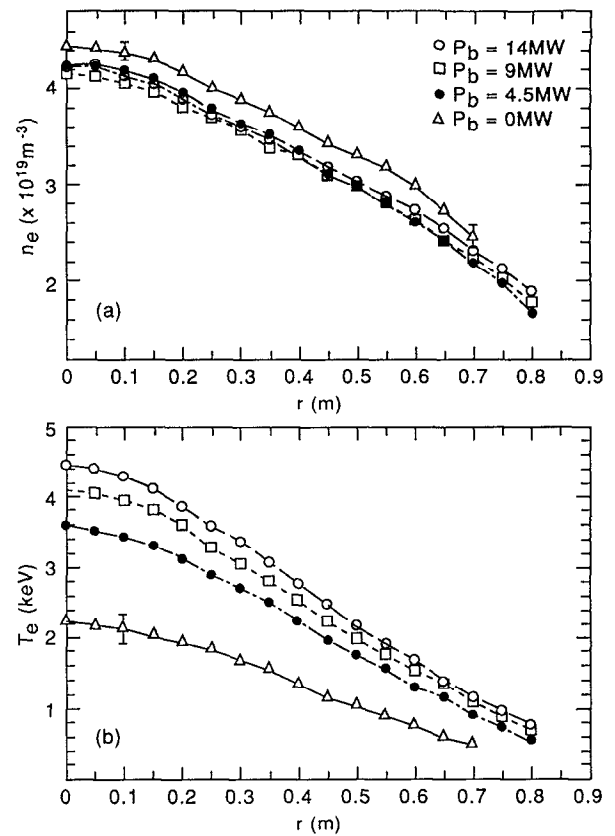 (a)
P_b = 14MW
P_b = 9MW
P_b = 4.5MW
P_b = 0MW
n_e (x 10^19 m^-3)
4
3
2
0 0.1 0.2 0.3 0.4 0.5 0.6 0.7 0.8 0.9
r (m)
(b)
T_e (keV)
5
4
3
2
1
0 0.1 0.2 0.3 0.4 0.5 0.6 0.7 0.8 0.9
r (m)